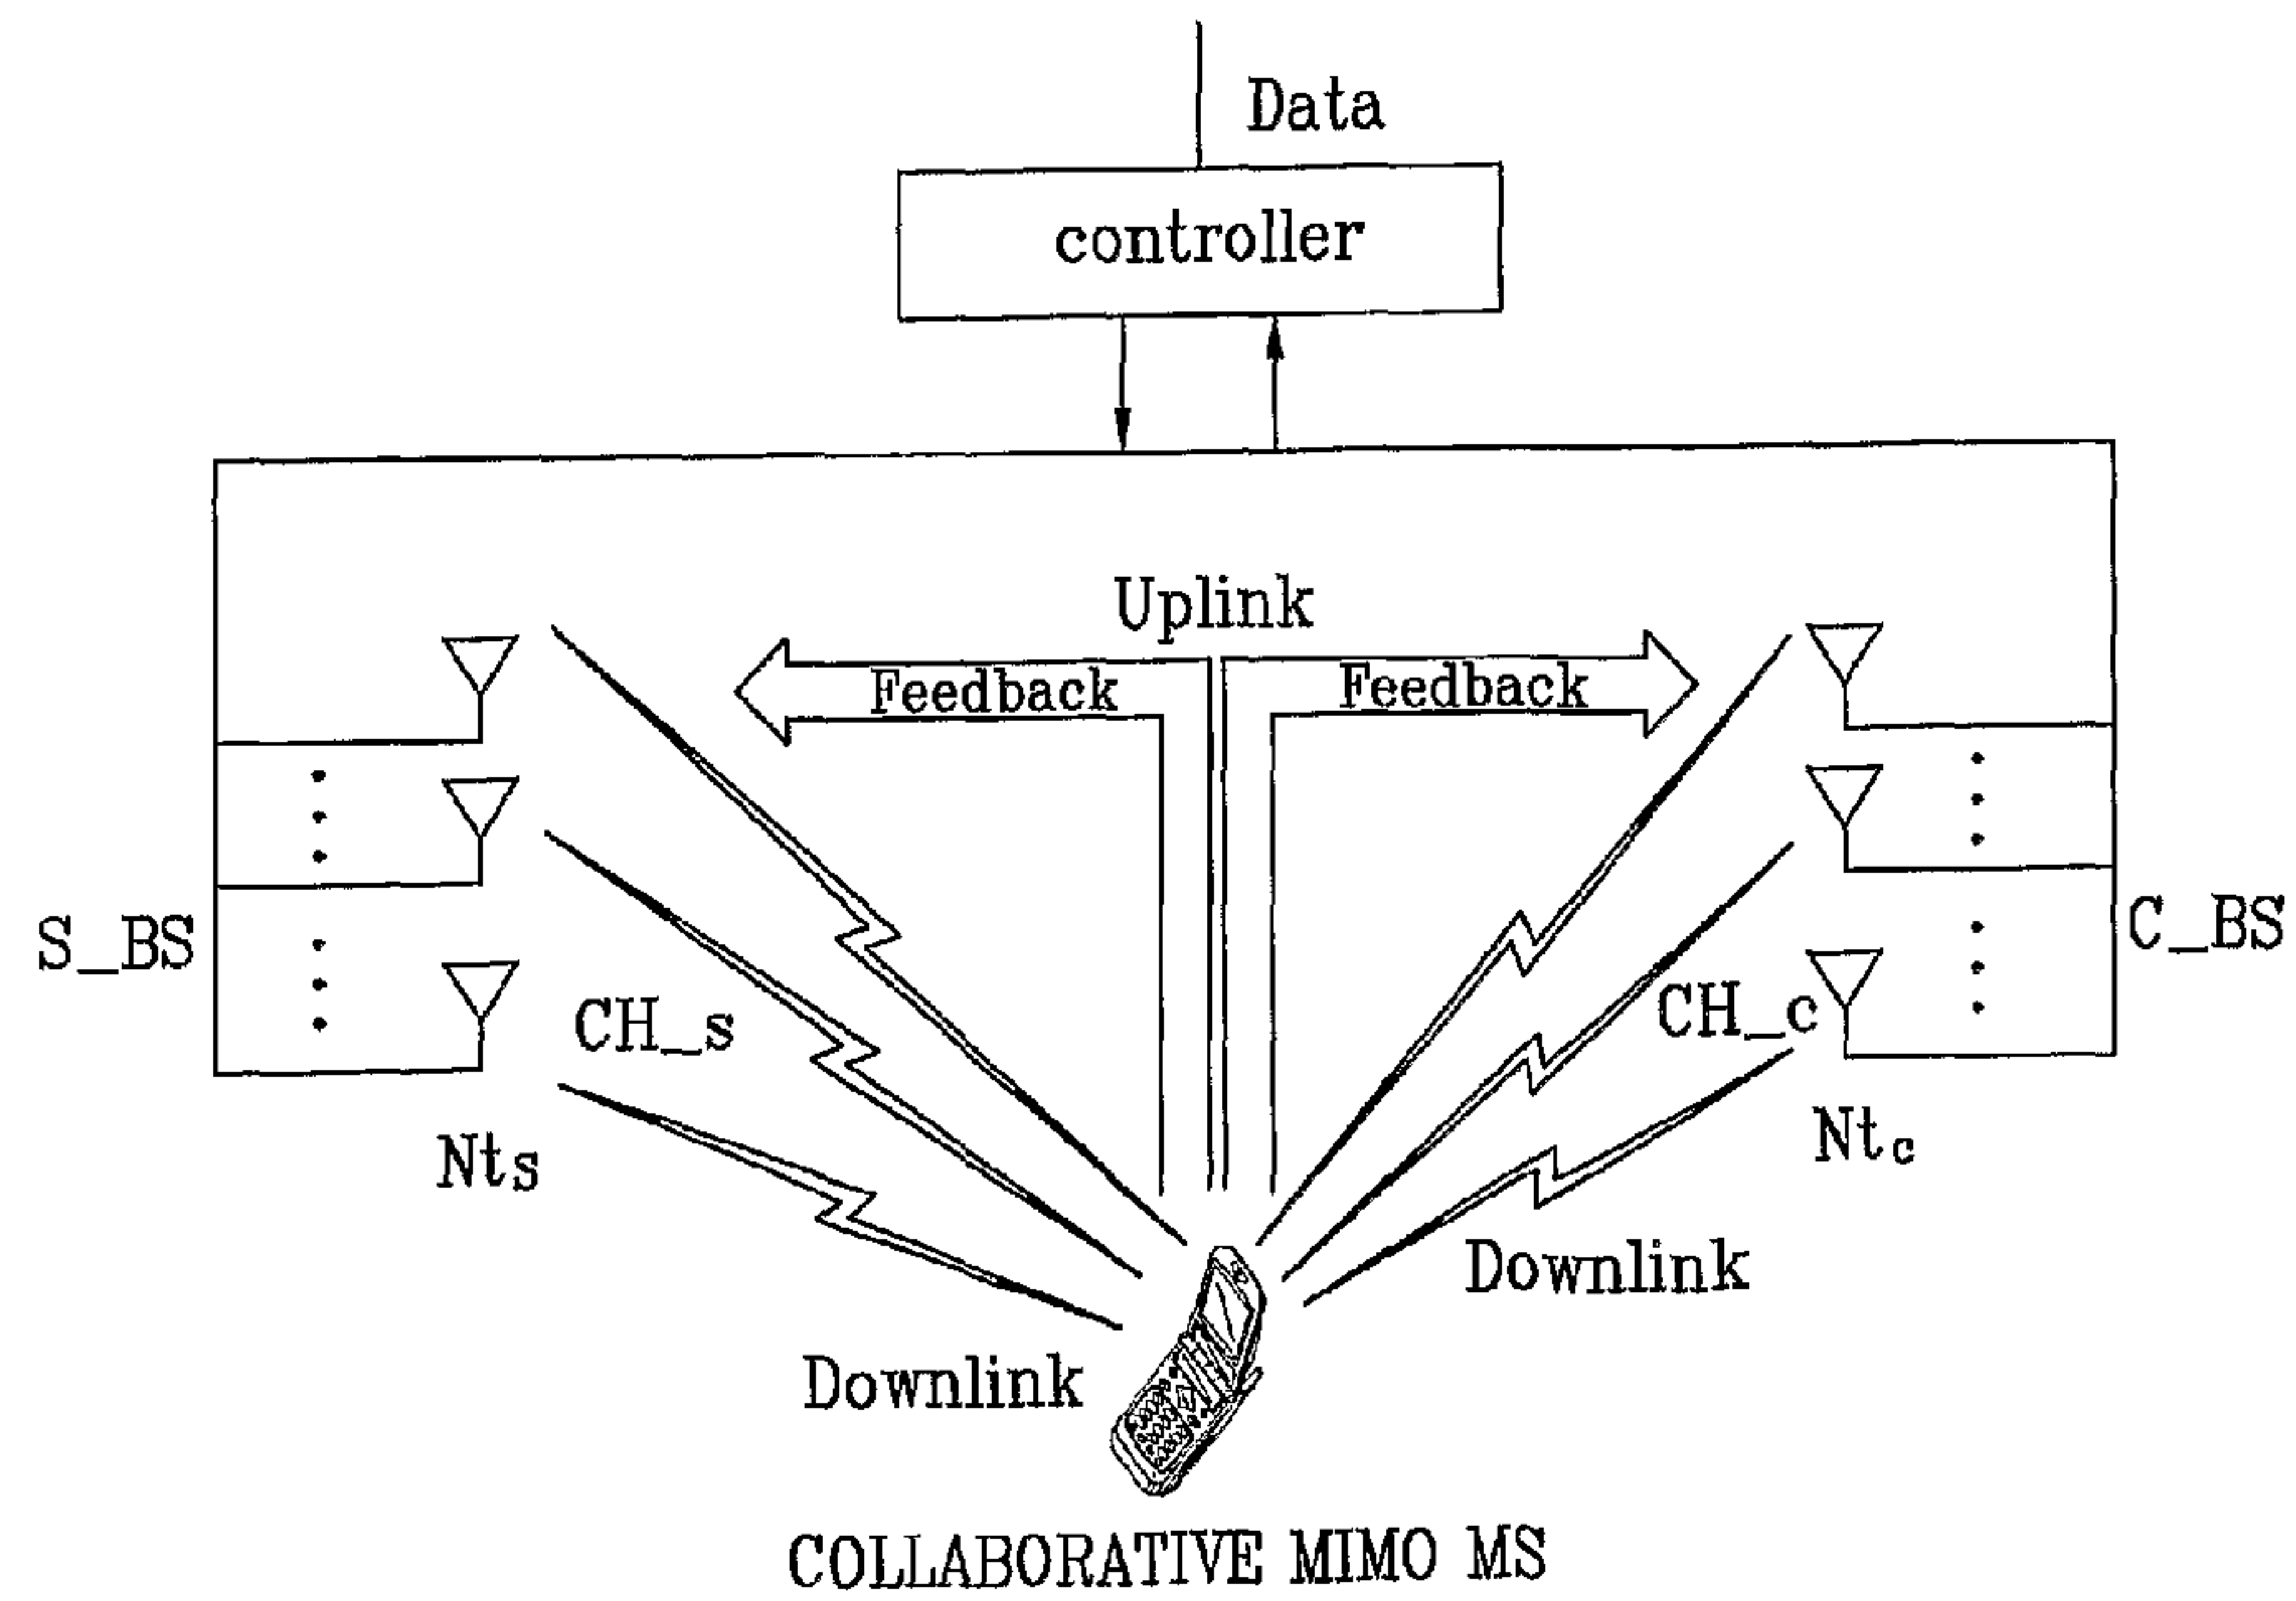 Data
controller
Uplink
Feedback Feedback
S_BS
C_BS
CH_s
CH_c
Nts
Ntc
Downlink
Downlink
COLLABORATIVE MIMO MS